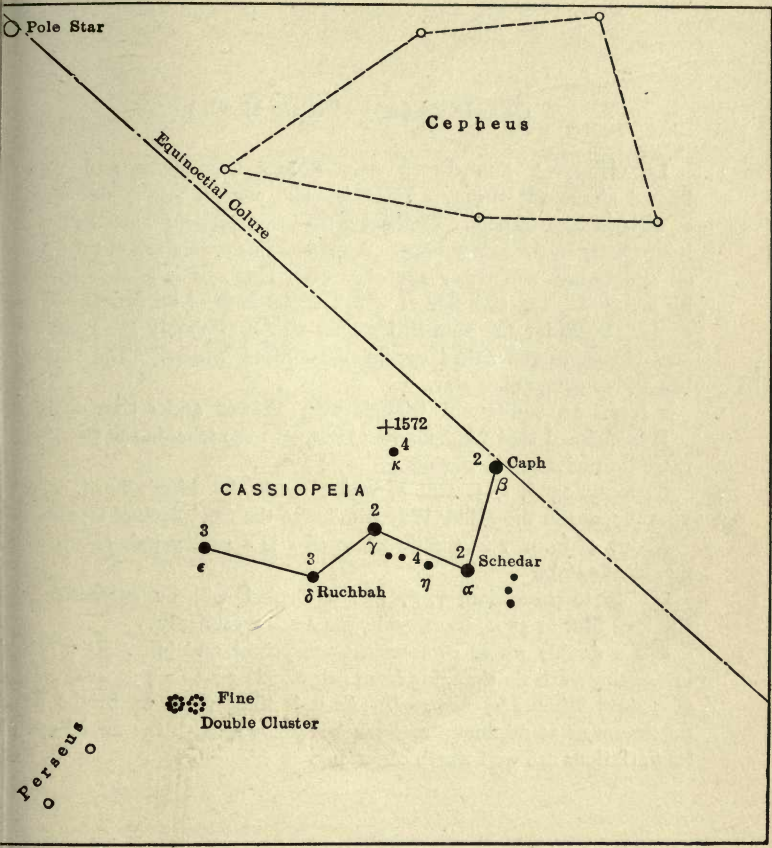 Pole Star
Cepheus
Equinoctial Colure
+1572
4
κ
2 Caph
β
CASSIOPEIA
2
γ
3
ε
3
δ Ruchbah
4
η
2 Schedar
α
Fine
Double Cluster
Perseus